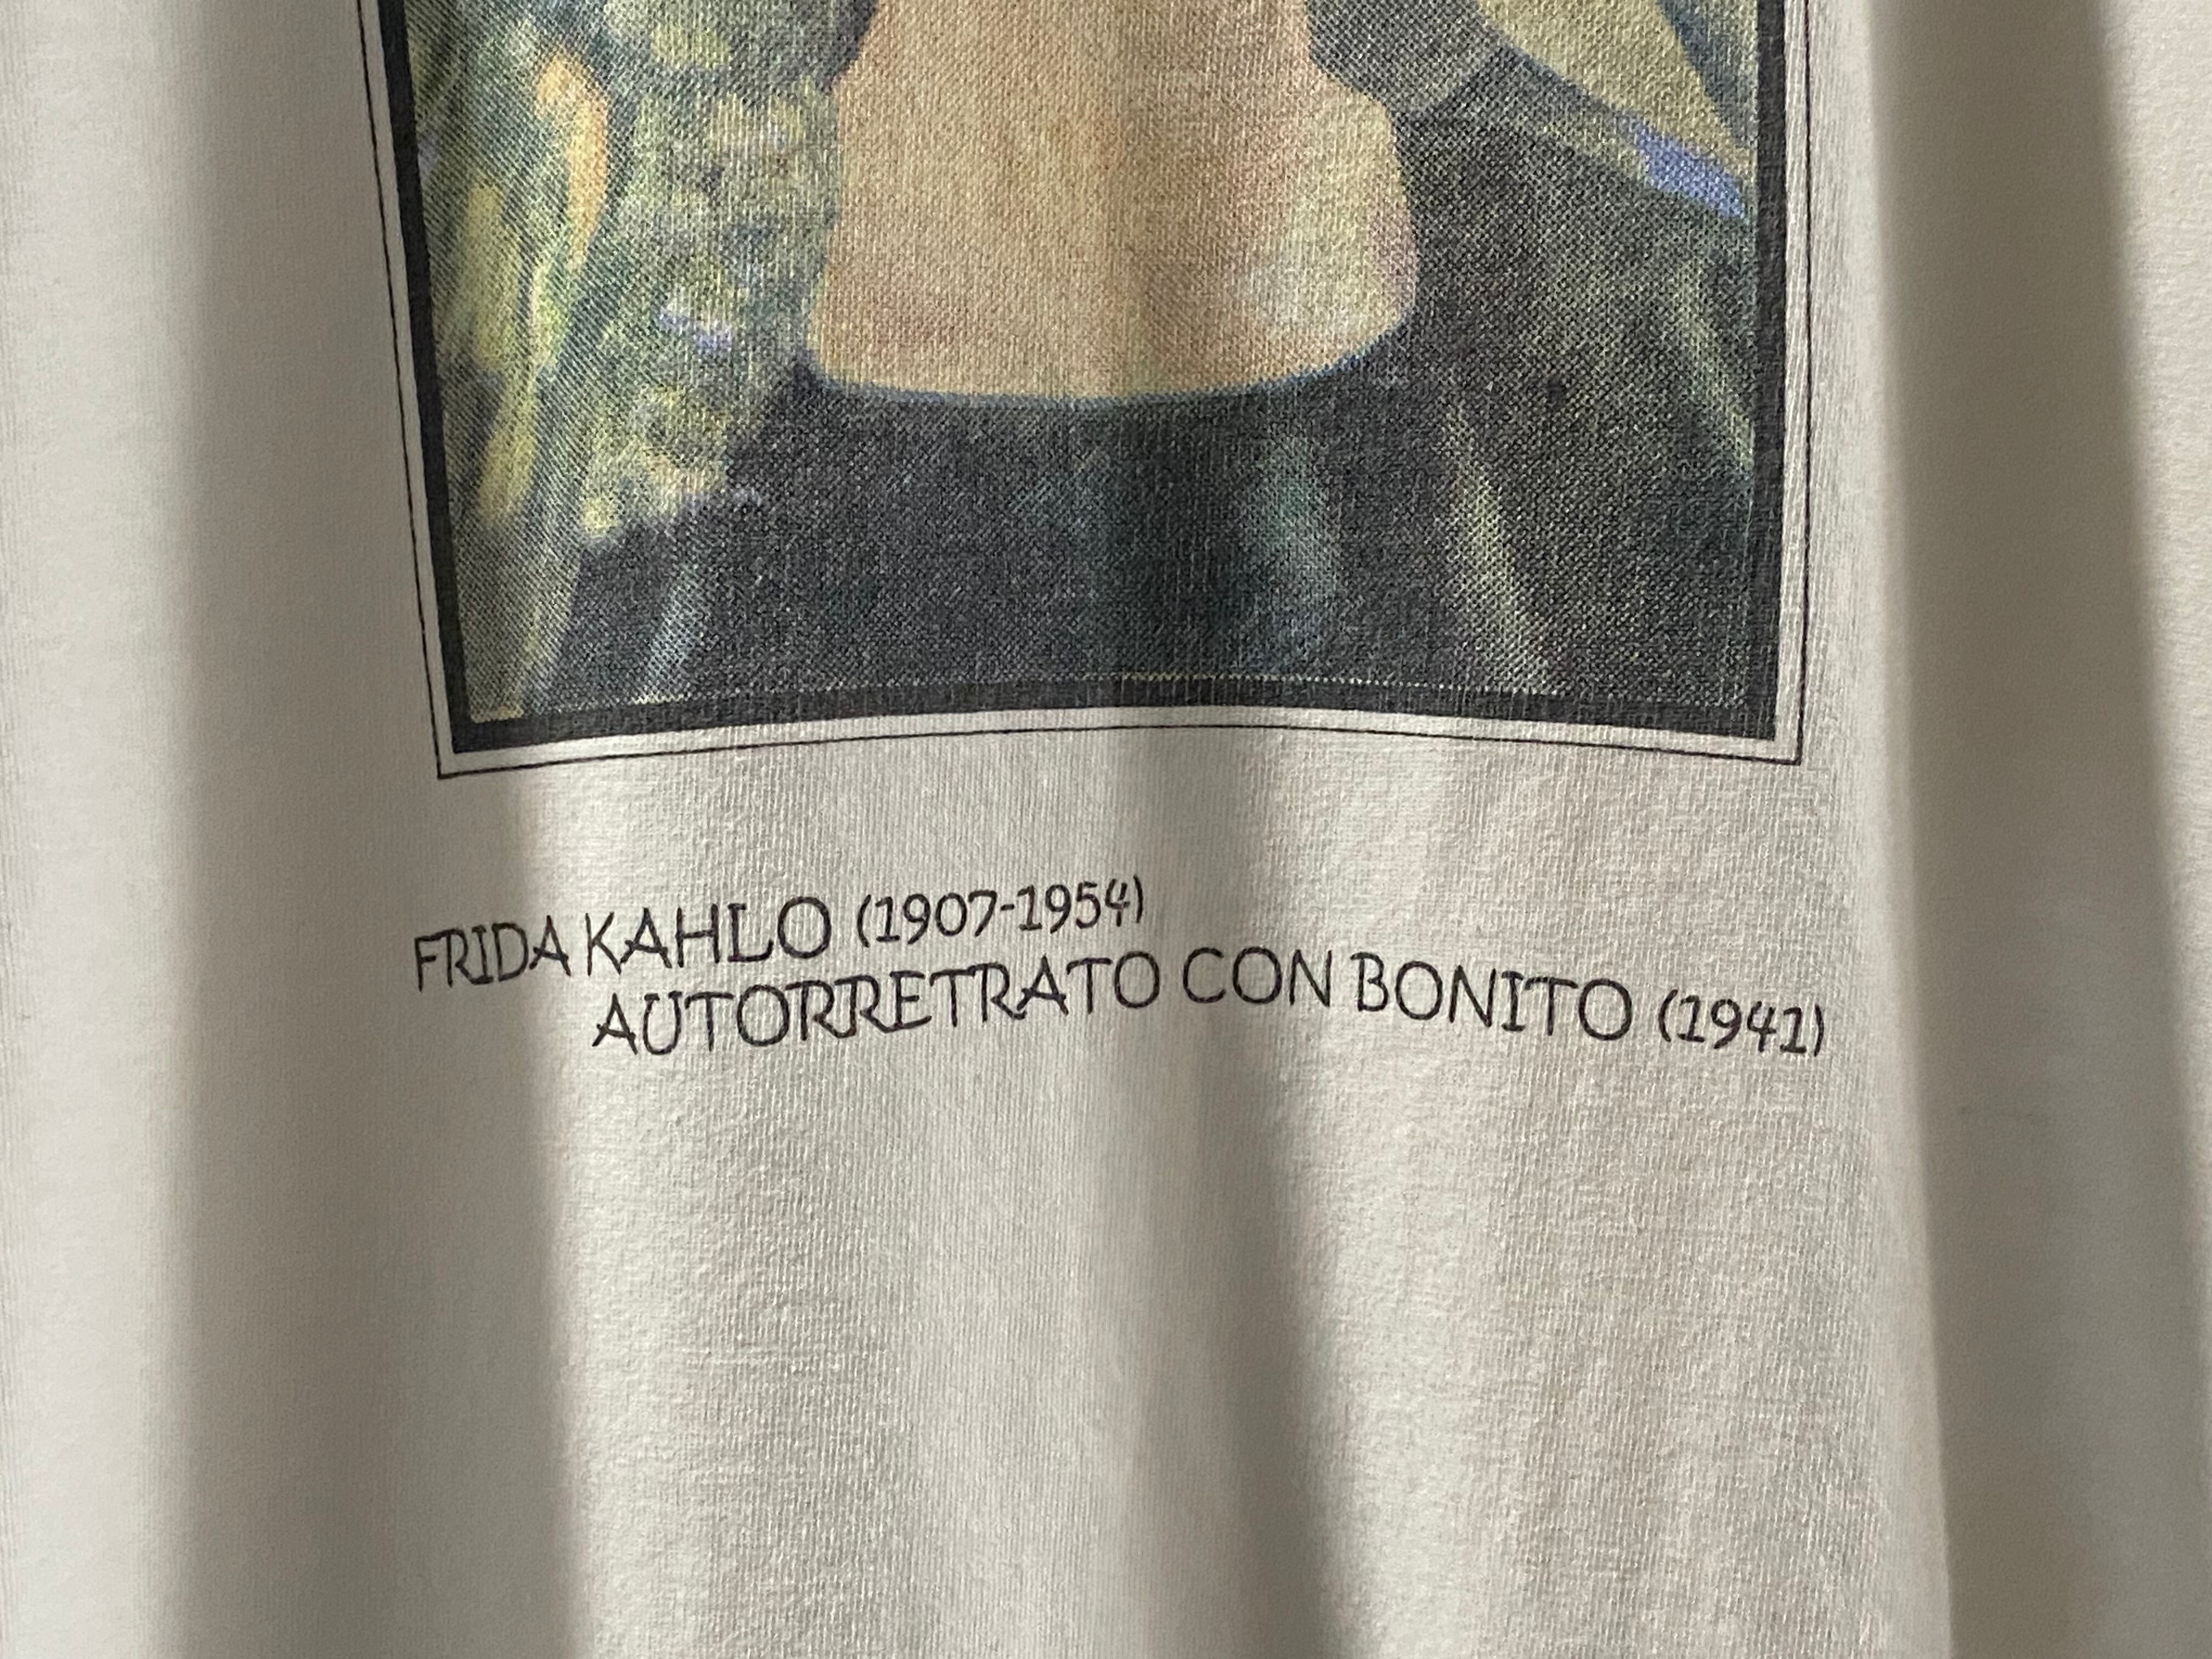 FRIDA KAHLO (1907-1954)
AUTORRETRATO CON BONITO (1941)